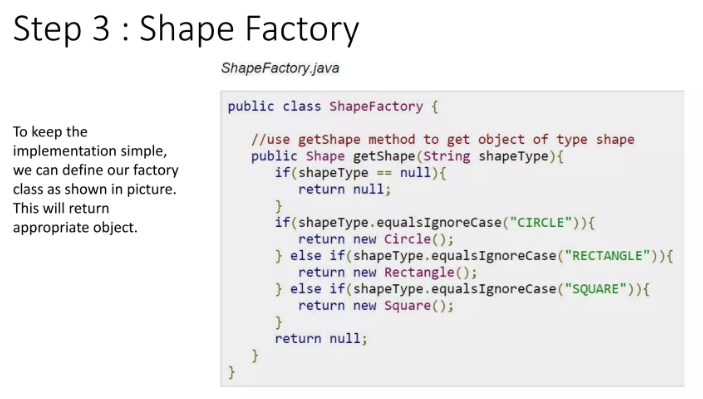 Step 3 : Shape Factory
ShapeFactory.java
To keep the
implementation simple,
we can define our factory
class as shown in picture.
This will return
appropriate object.
public class ShapeFactory {
//use getShape method to get object of type shape
public Shape getShape(String shapeType){
if(shapeType == null){
return null;
}
if(shapeType.equalsIgnoreCase("CIRCLE")){
return new Circle();
} else if(shapeType.equalsIgnoreCase("RECTANGLE")){
return new Rectangle();
} else if(shapeType.equalsIgnoreCase("SQUARE")){
return new Square();
}
return null;
}
}